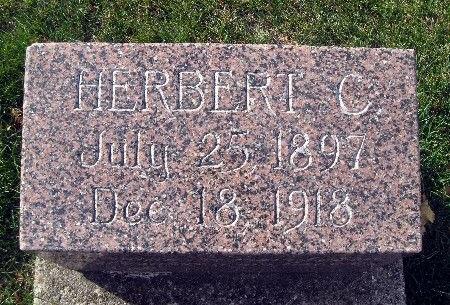 HERBERT C.
July 25, 1897
Dec. 18, 1918